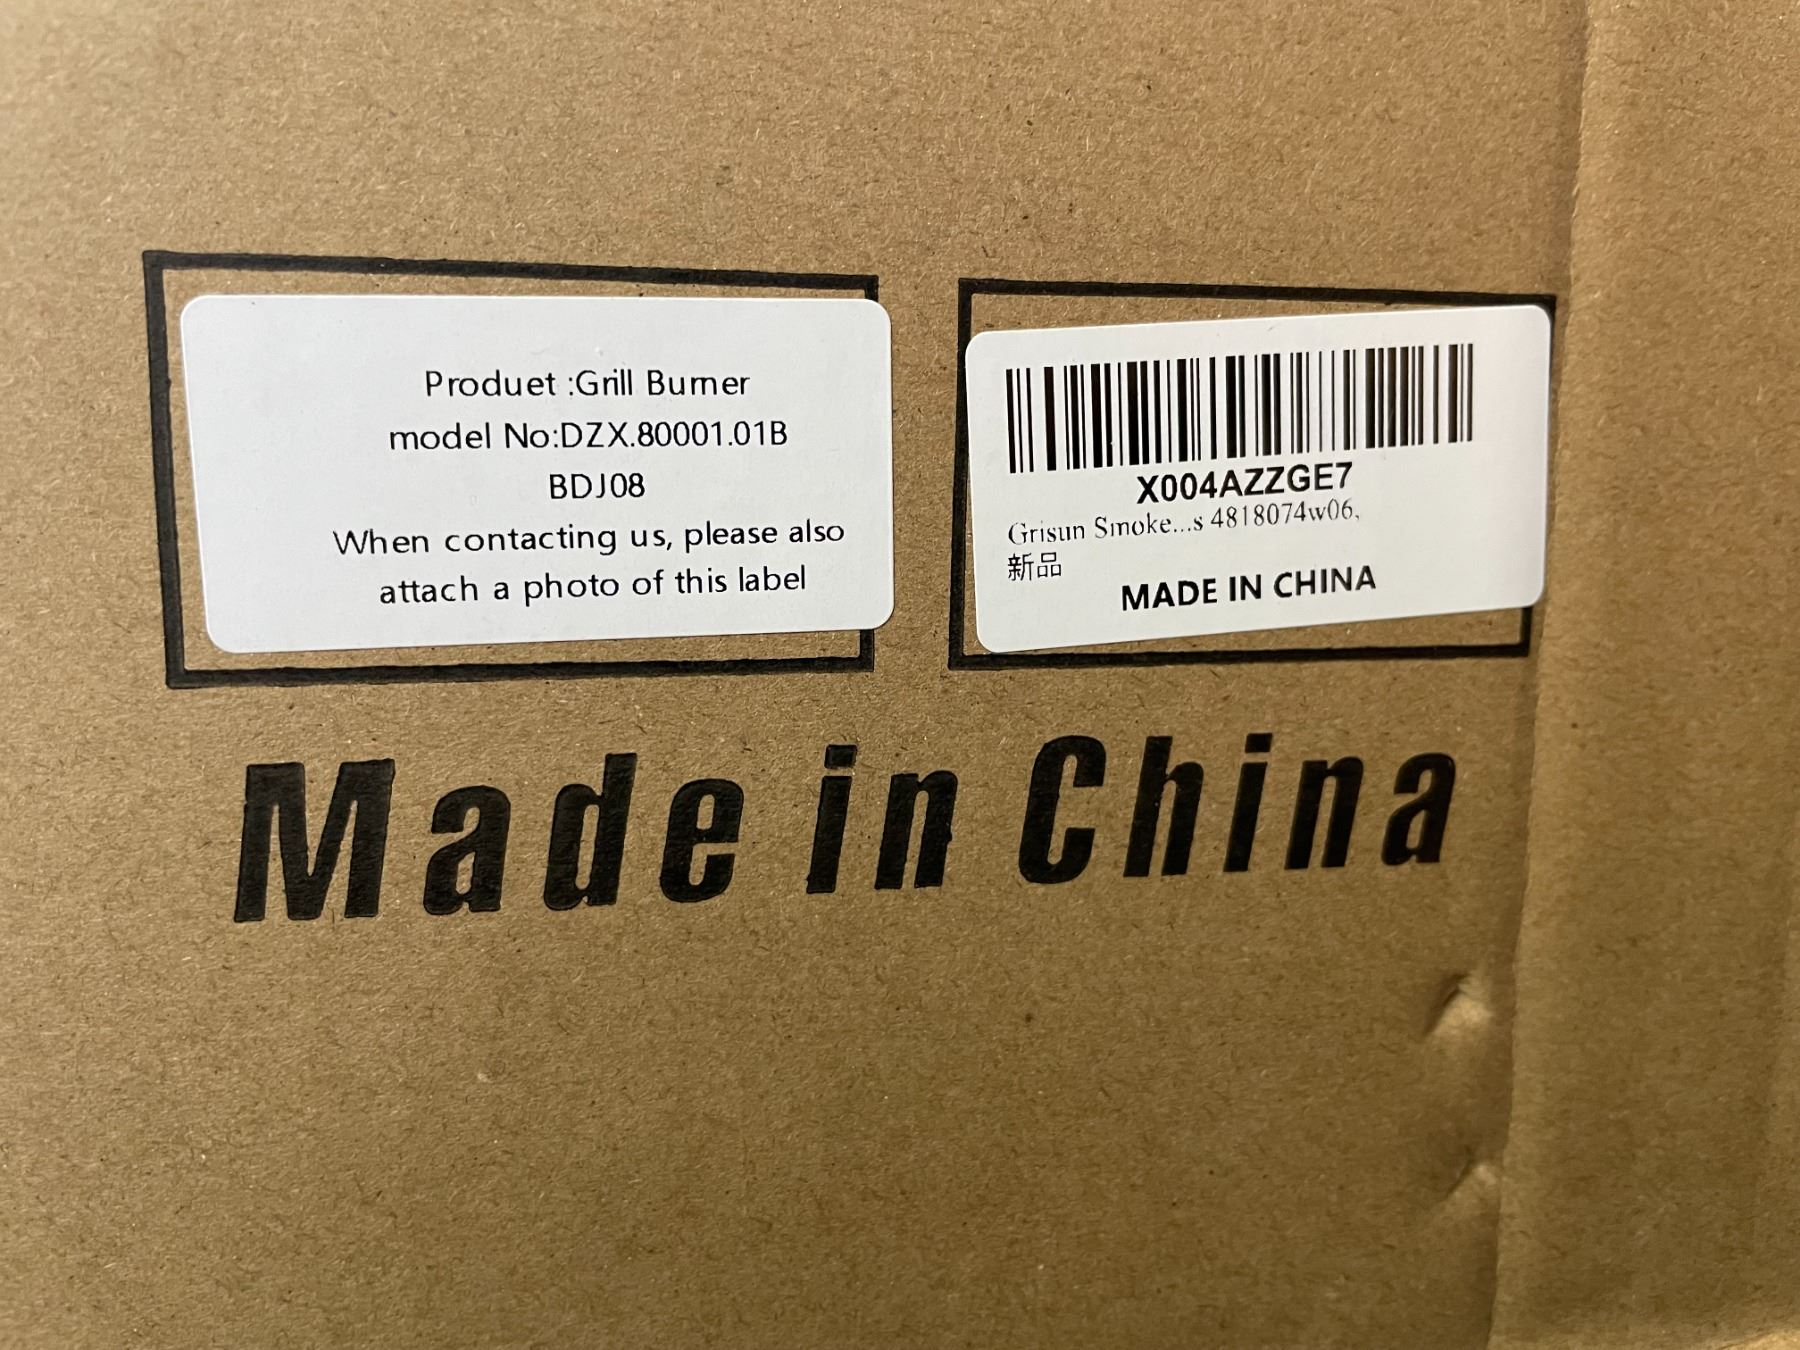 Produet :Grill Bumer
model No:DZX.80001.01B
BDJ08
When contacting us, please also
attach a photo of this label
X004AZZGE7
Grisun Smoke...s 4818074w06,
新品
MADE IN CHINA
Made in China